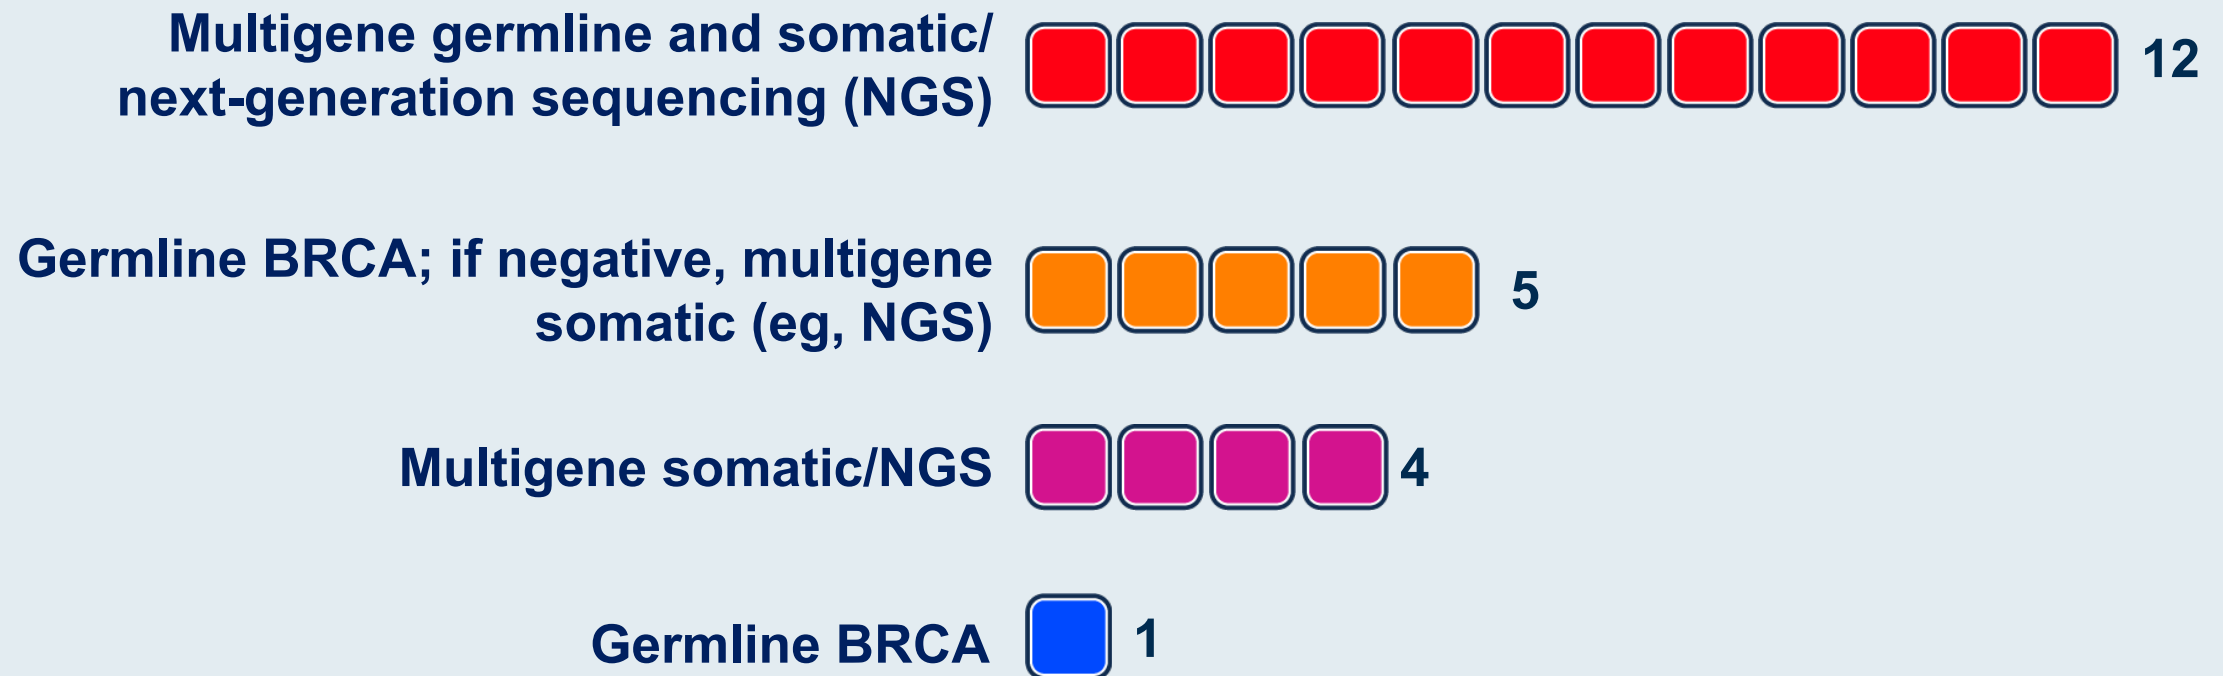 Multigene germline and somatic/
next-generation sequencing (NGS)
12
Germline BRCA; if negative, multigene
somatic (eg, NGS)
5
Multigene somatic/NGS
4
Germline BRCA
1